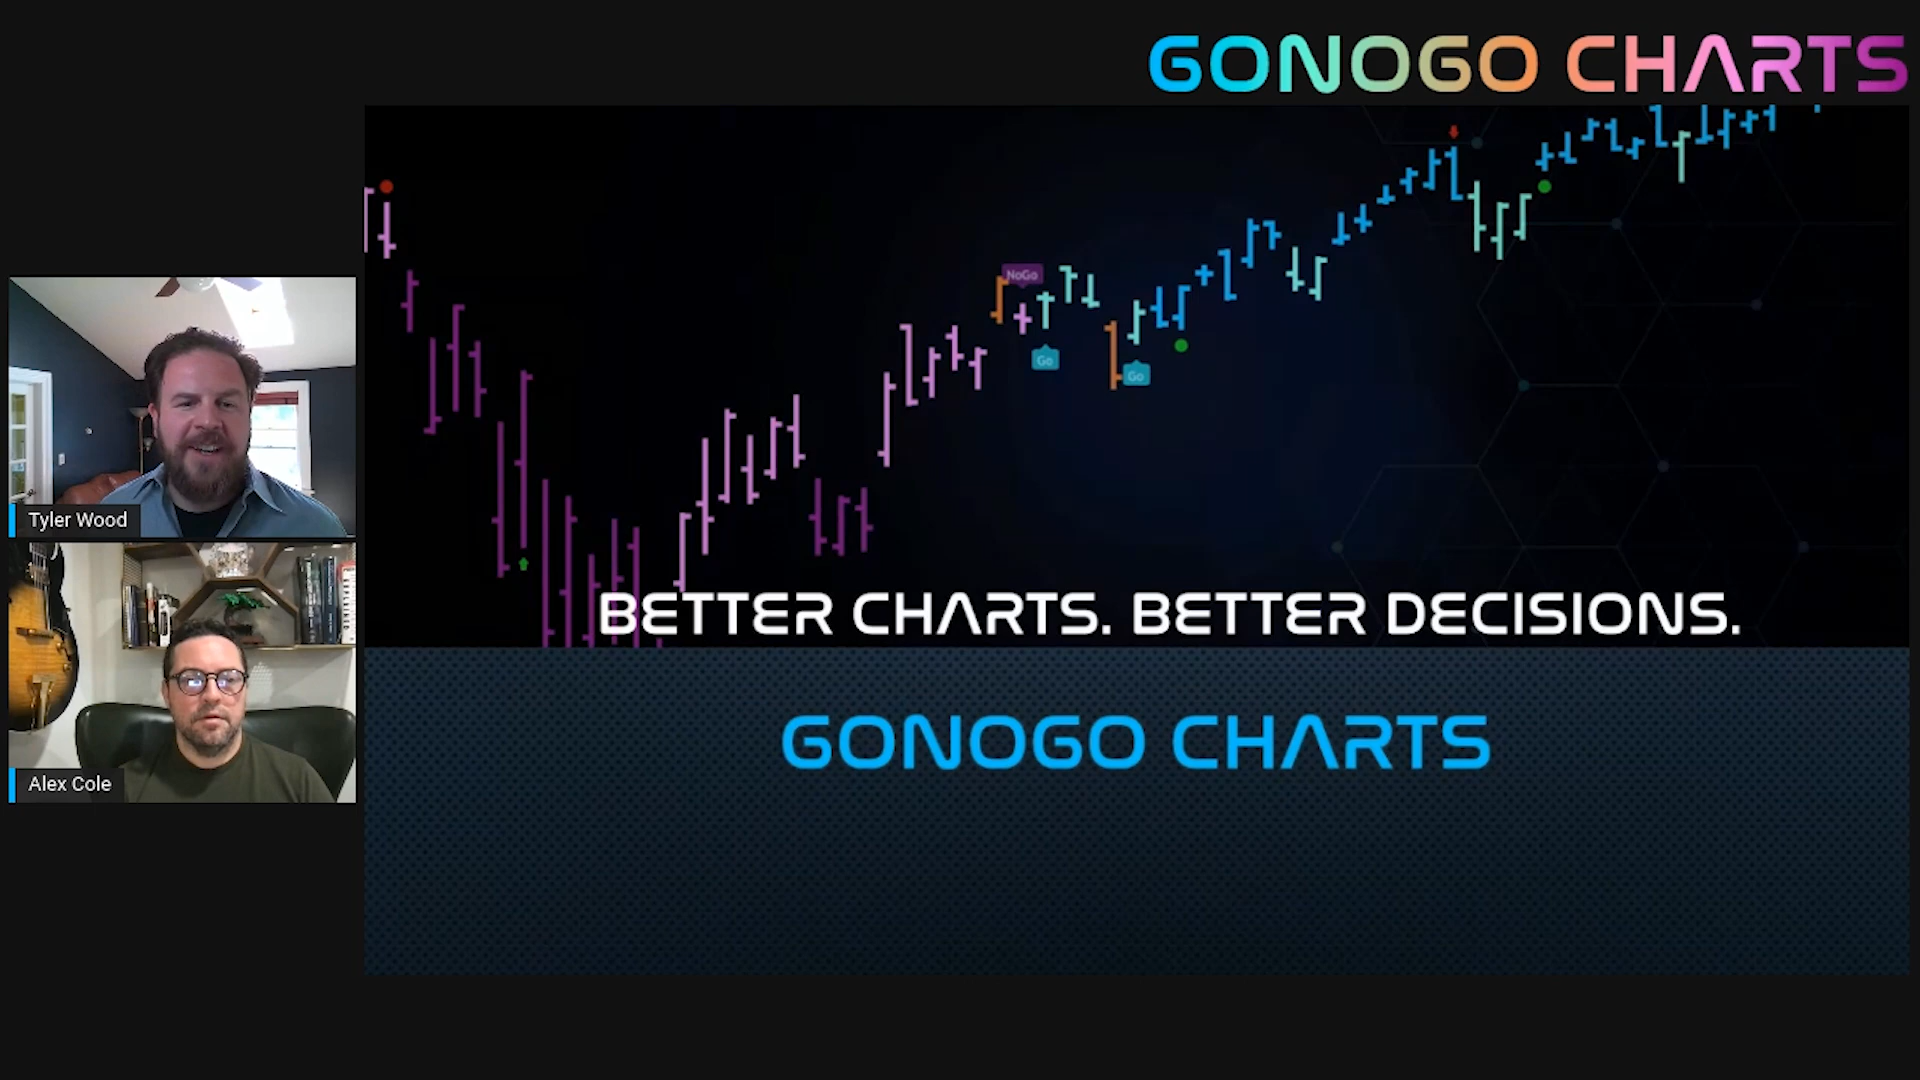 GONOGO CHARTS
NoGo
Go
Go
Tyler Wood
BETTER CHARTS. BETTER DECISIONS.
GONOGO CHARTS
Alex Cole